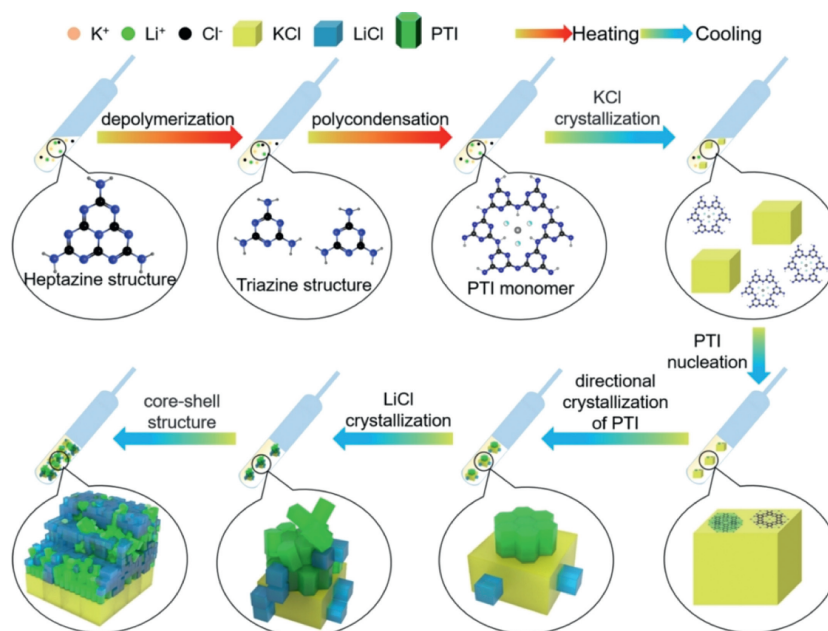 K⁺ Li⁺ Cl⁻ KCl LiCl PTI Heating Cooling
depolymerization
polycondensation
KCl
crystallization
Heptazine structure
Triazine structure
PTI monomer
PTI
nucleation
directional
crystallization
of PTI
LiCl
crystallization
core-shell
structure